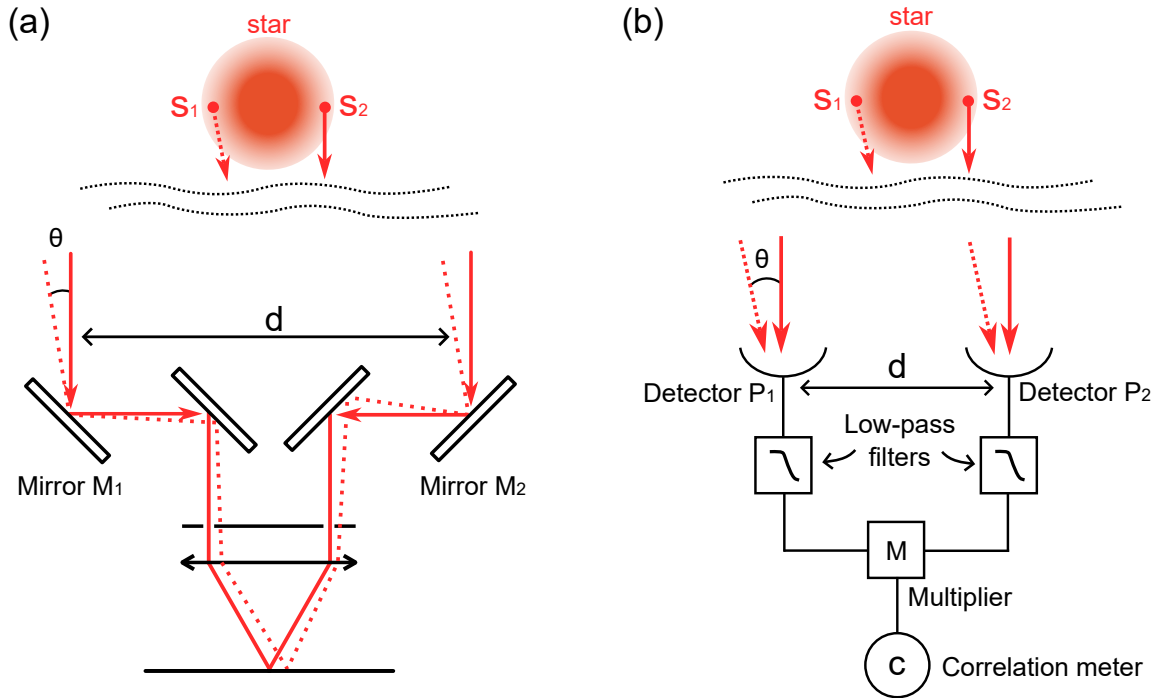 (a)
star
S1
S2
θ
d
Mirror M1
Mirror M2
(b)
star
S1
S2
θ
d
Detector P1
Detector P2
Low-pass
filters
M
Multiplier
C
Correlation meter